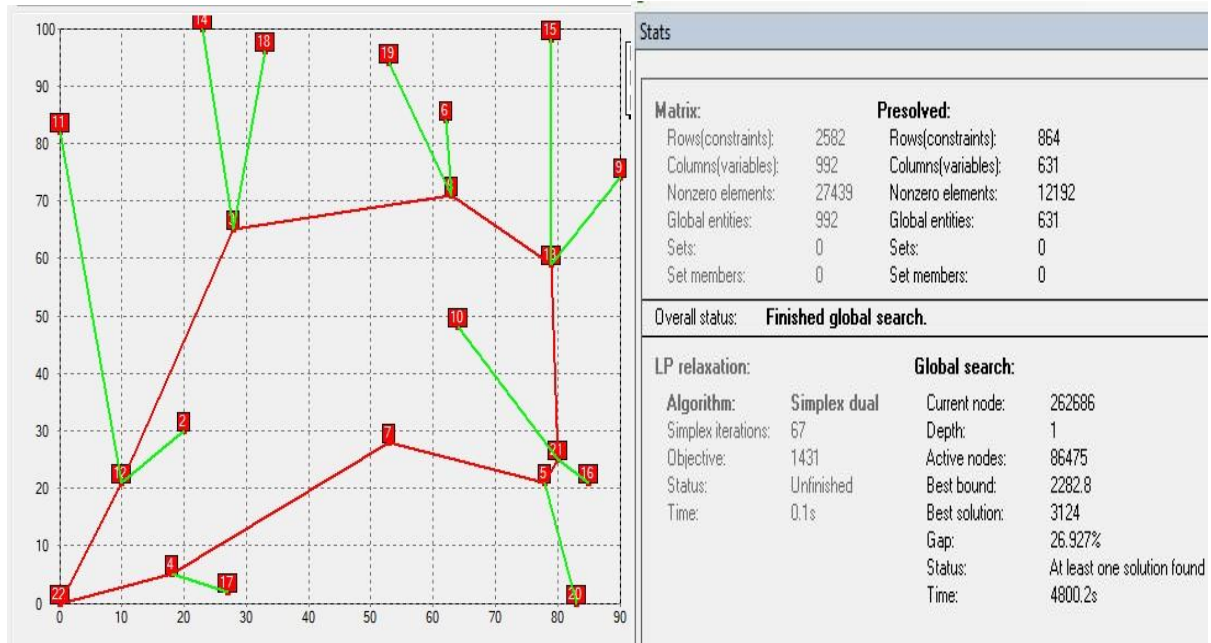 100
90
80
70
60
50
40
30
20
10
0
0 10 20 30 40 50 60 70 80 90
14
18
15
19
11
6
9
10
2
7
21
12
5
16
4
17
22
20
13
Stats
Matrix: Presolved:
Rows(constraints): 2582 Rows(constraints): 864
Columns(variables): 992 Columns(variables): 631
Nonzero elements: 27439 Nonzero elements: 12192
Global entities: 992 Global entities: 631
Sets: 0 Sets: 0
Set members: 0 Set members: 0
Overall status: Finished global search.
LP relaxation: Global search:
Algorithm: Simplex dual Current node: 262686
Simplex iterations: 67 Depth: 1
Objective: 1431 Active nodes: 86475
Status: Unfinished Best bound: 2282.8
Time: 0.1s Best solution: 3124
Gap: 26.927%
Status: At least one solution found
Time: 4800.2s